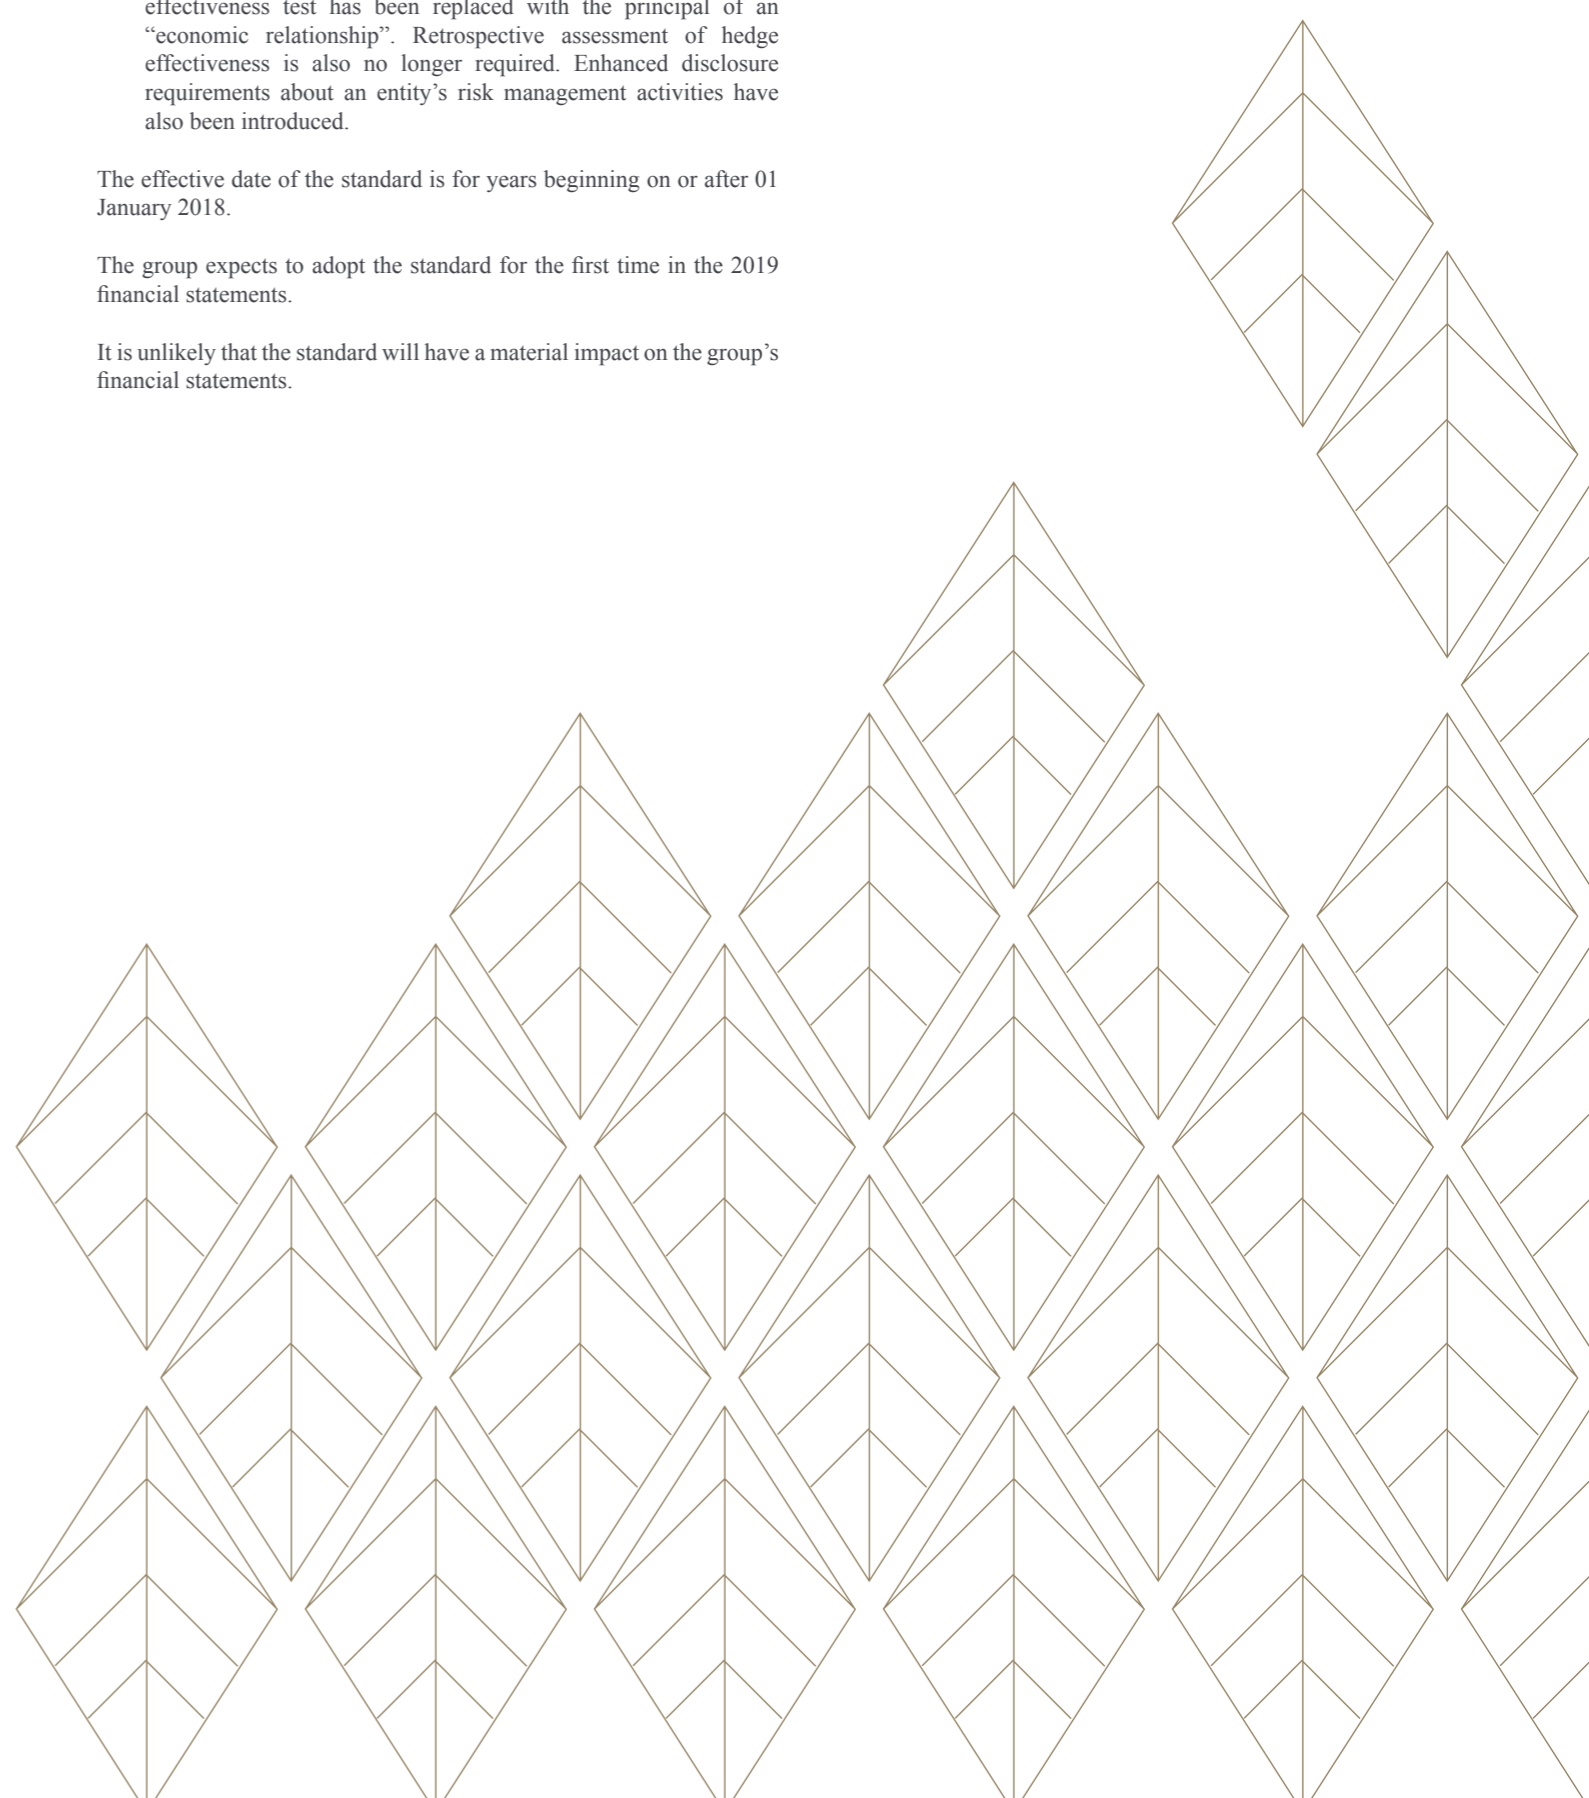 effectiveness test has been replaced with the principal of an
“economic relationship”. Retrospective assessment of hedge
effectiveness is also no longer required. Enhanced disclosure
requirements about an entity’s risk management activities have
also been introduced.
The effective date of the standard is for years beginning on or after 01
January 2018.
The group expects to adopt the standard for the first time in the 2019
financial statements.
It is unlikely that the standard will have a material impact on the group’s
financial statements.